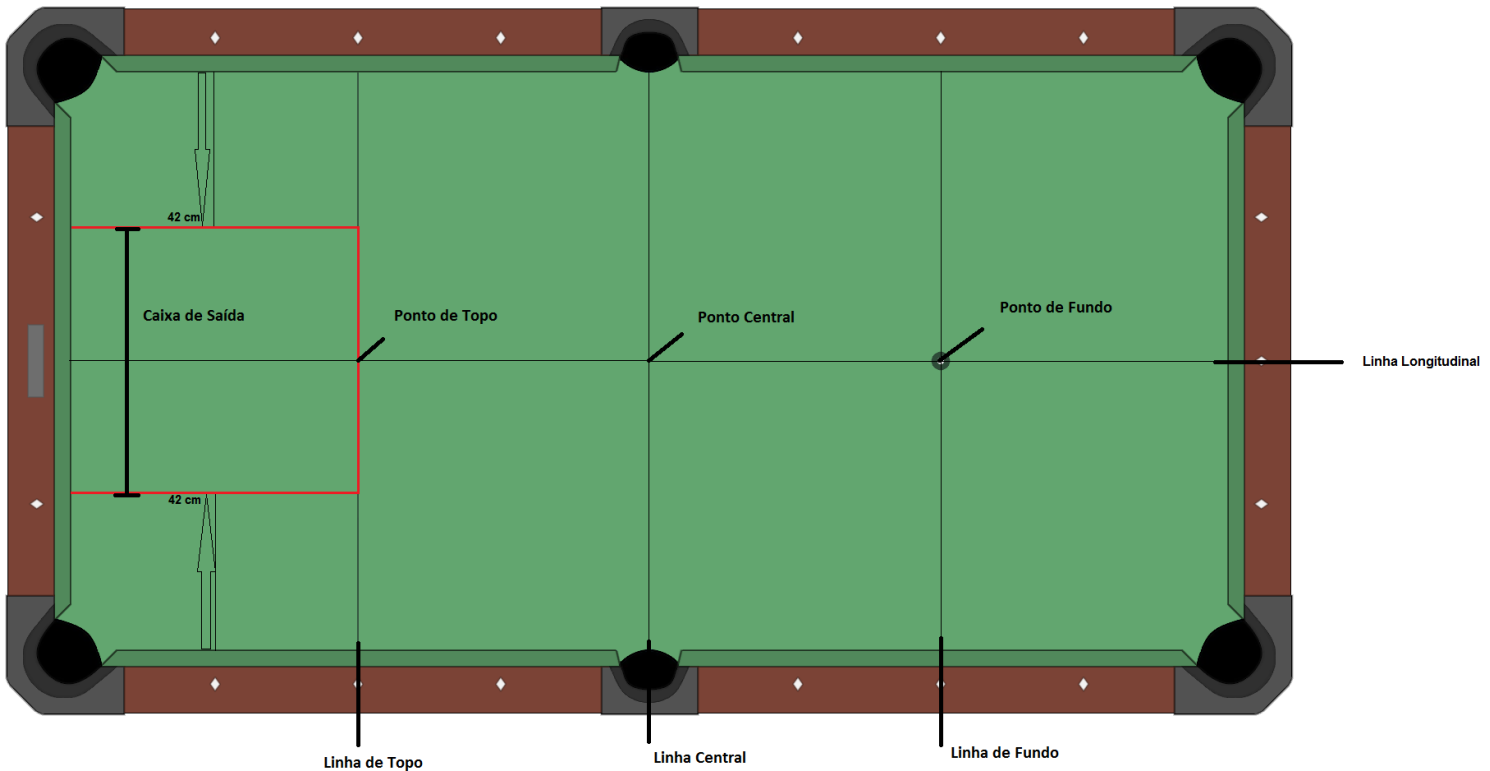 42 cm
Caixa de Saída
Ponto de Topo
Ponto Central
Ponto de Fundo
Linha Longitudinal
42 cm
Linha de Topo
Linha Central
Linha de Fundo